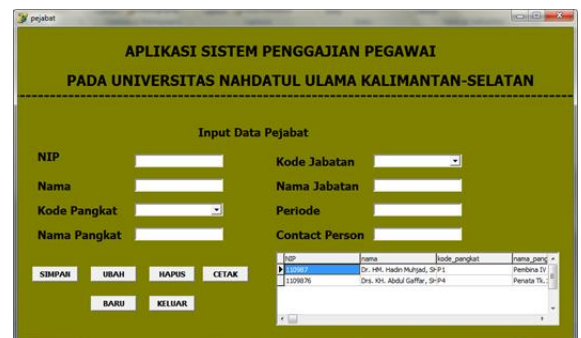 pejabat
APLIKASI SISTEM PENGGAJIAN PEGAWAI
PADA UNIVERSITAS NAHDATUL ULAMA KALIMANTAN-SELATAN
Input Data Pejabat
NIP
Kode Jabatan
Nama
Nama Jabatan
Kode Pangkat
Periode
Nama Pangkat
Contact Person
SIMPAN UBAH HAPUS CETAK
BARU KELUAR
NIP nama kode_pangkat nama_pang
110987 Dr. HM. Hadin Muhjad, SH P1 Pembina IV
1109876 Drs. KH. Abdul Gaffar, SH P4 Penata Tk.